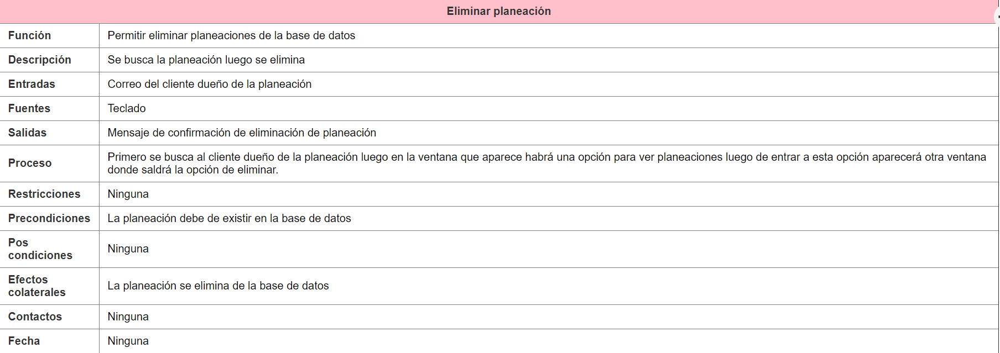 Eliminar planeación
Función Permitir eliminar planeaciones de la base de datos
Descripción Se busca la planeación luego se elimina
Entradas Correo del cliente dueño de la planeación
Fuentes Teclado
Salidas Mensaje de confirmación de eliminación de planeación
Proceso Primero se busca al cliente dueño de la planeación luego en la ventana que aparece habrá una opción para ver planeaciones luego de entrar a esta opción aparecerá otra ventana
donde saldrá la opción de eliminar.
Restricciones Ninguna
Precondiciones La planeación debe de existir en la base de datos
Pos
condiciones Ninguna
Efectos
colaterales La planeación se elimina de la base de datos
Contactos Ninguna
Fecha Ninguna